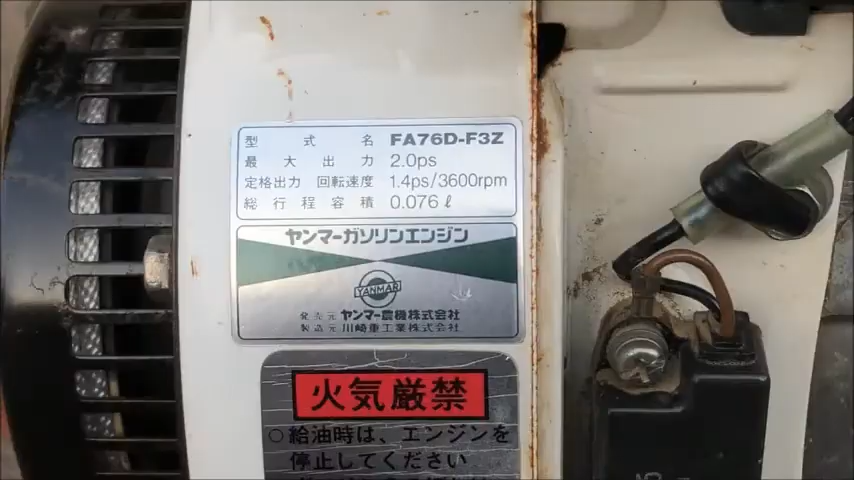 型式名 FA76D-F3Z
最大出力 2.0ps
定格出力 回転速度 1.4ps/3600rpm
総行程容積 0.076ℓ
ヤンマーガソリンエンジン
YANMAR
発売元 ヤンマー農機株式会社
製造元 川崎重工業株式会社
火気厳禁
○給油時は、エンジンを
停止してください